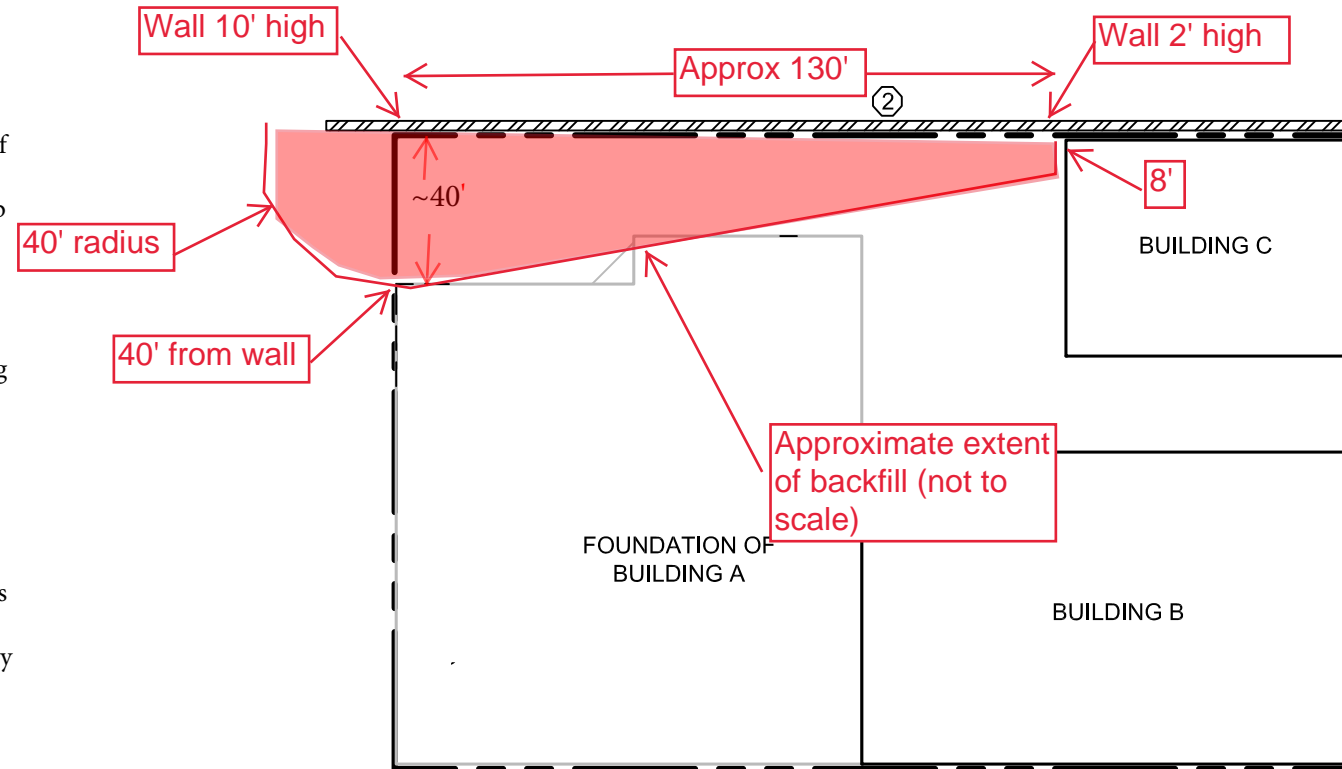 Wall 10' high
Wall 2' high
Approx 130'
2
of
~40'
8'
40' radius
BUILDING C
40' from wall
g
Approximate extent
of backfill (not to
scale)
FOUNDATION OF
BUILDING A
s
BUILDING B
y